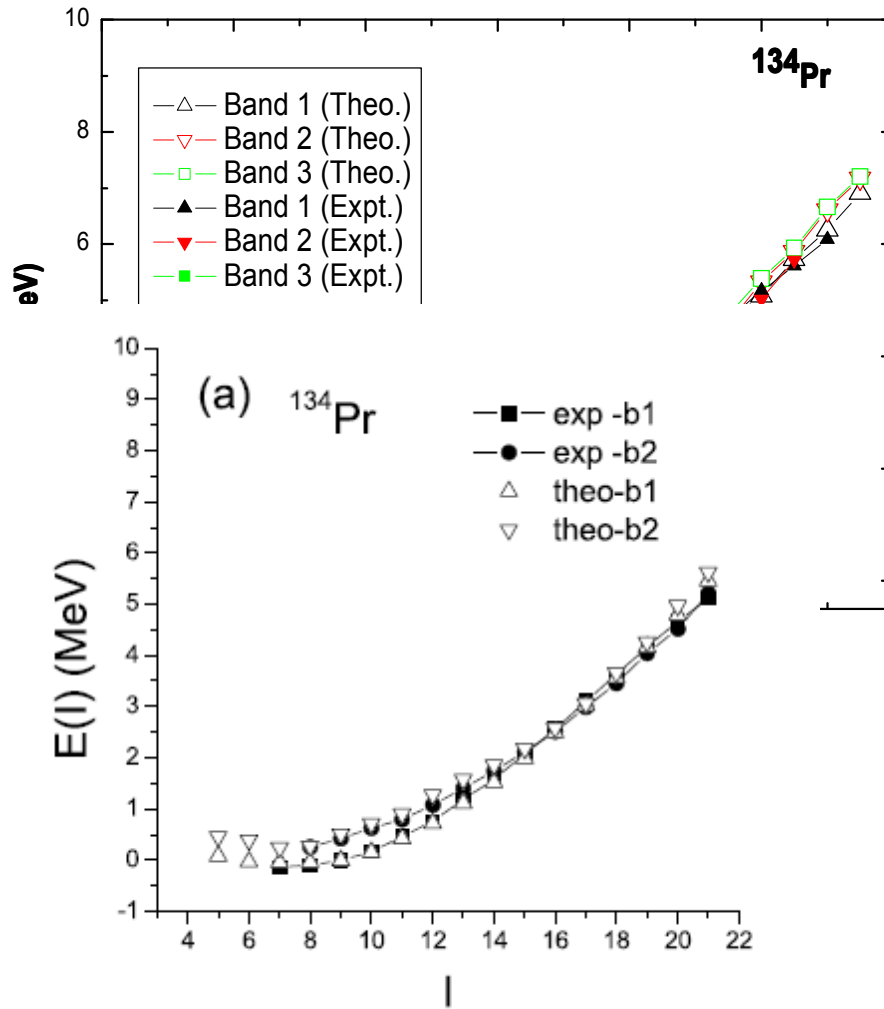 10
134Pr
Band 1 (Theo.)
Band 2 (Theo.)
Band 3 (Theo.)
Band 1 (Expt.)
Band 2 (Expt.)
Band 3 (Expt.)
8
6
eV)
10
9
8
7
6
5
4
3
2
1
0
-1
(a)
134Pr
exp -b1
exp -b2
theo-b1
theo-b2
E(I) (MeV)
4 6 8 10 12 14 16 18 20 22
I